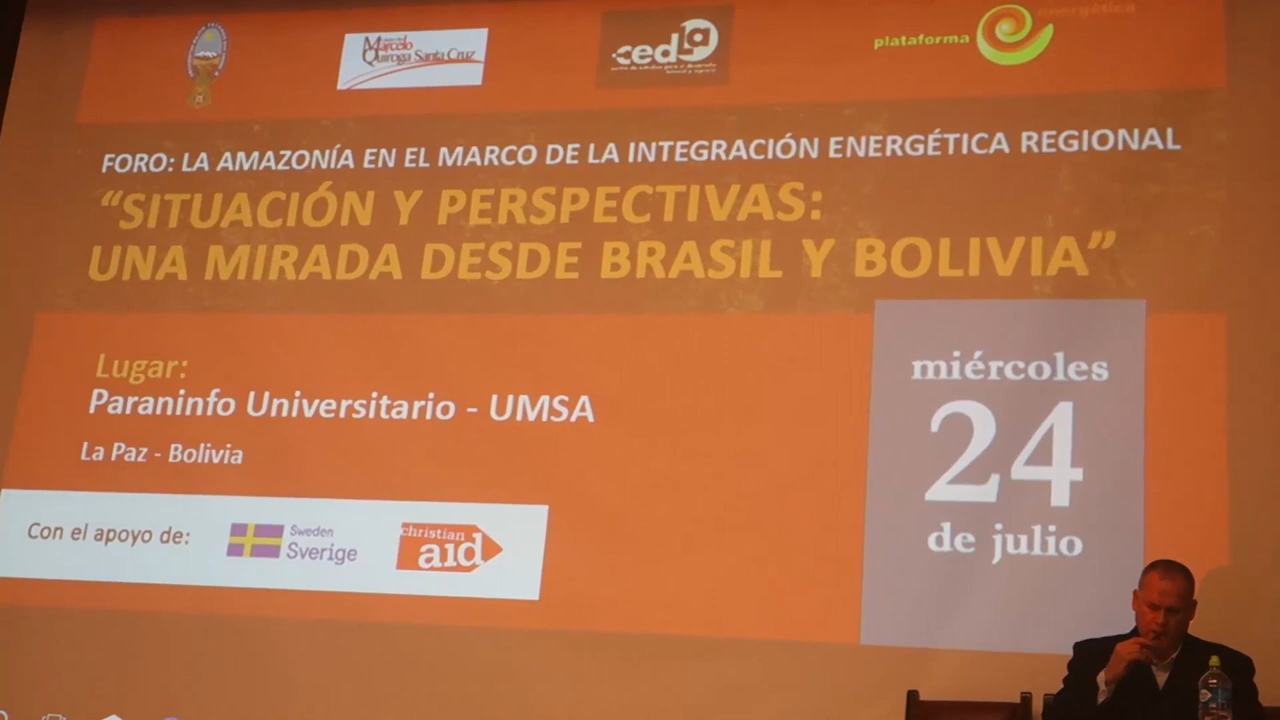 Marcelo
Quiroga Santa Cruz
cedla
plataforma energética
FORO: LA AMAZONÍA EN EL MARCO DE LA INTEGRACIÓN ENERGÉTICA REGIONAL
“SITUACIÓN Y PERSPECTIVAS:
UNA MIRADA DESDE BRASIL Y BOLIVIA”
Lugar:
Paraninfo Universitario - UMSA
La Paz - Bolivia
miércoles
24
de julio
Con el apoyo de:
Sweden
Sverige
christian
aid